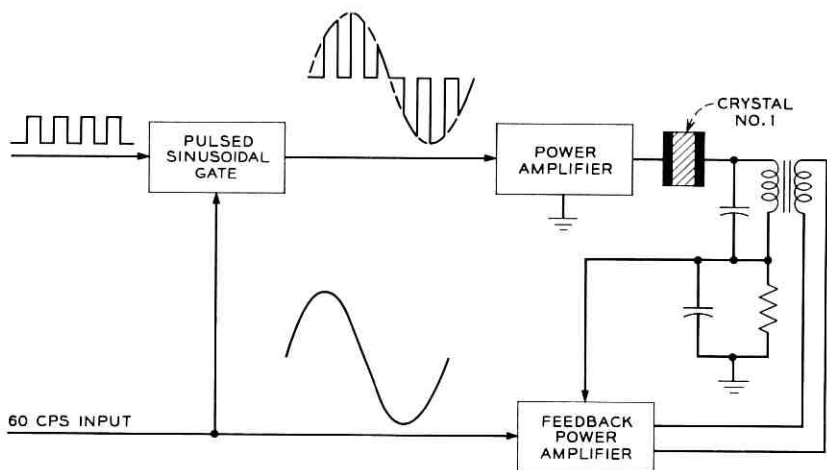 CRYSTAL
NO. 1
PULSED
SINUSOIDAL
GATE
POWER
AMPLIFIER
60 CPS INPUT
FEEDBACK
POWER
AMPLIFIER